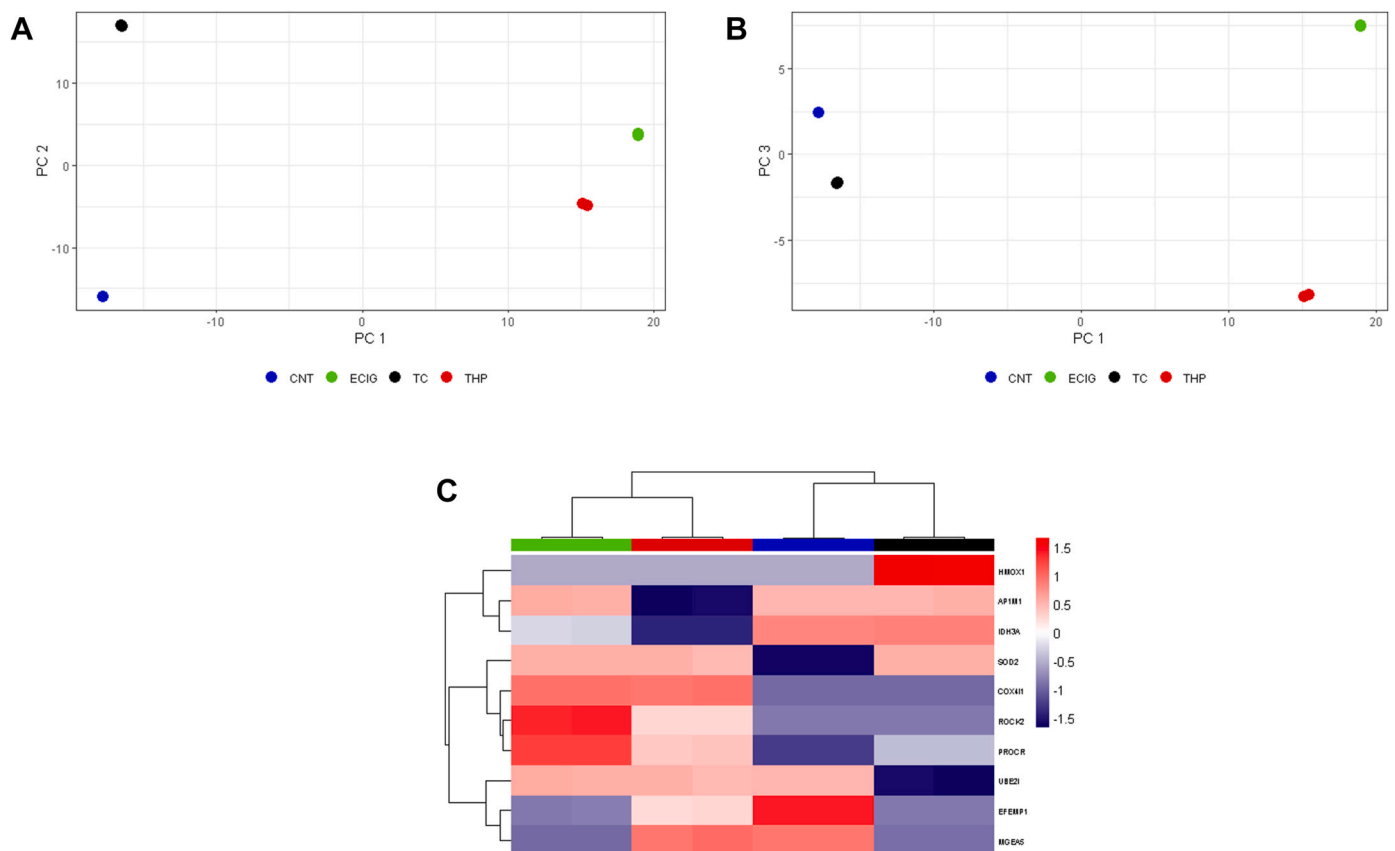 A
PC 2
10
0
-10
-10
0
10
20
PC 1
CNT ECIG TC THP
B
PC 3
5
0
-5
-10
0
10
20
PC 1
CNT ECIG TC THP
C
HMOX1
AP1M1
IDH3A
SOD2
COX4I1
ROCK2
PROCR
UBE2I
EFEMP1
MGEA5
1.5
1
0.5
0
-0.5
-1
-1.5